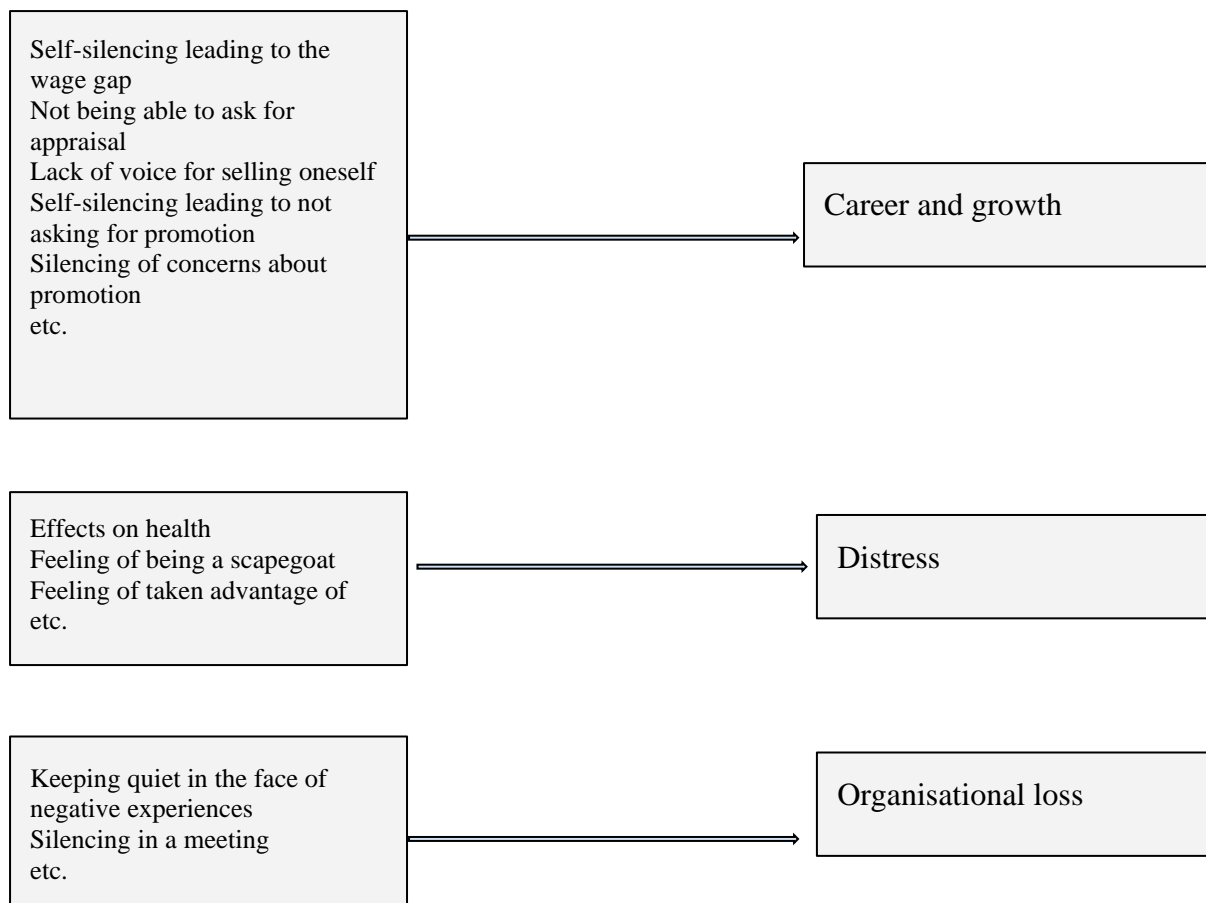 Self-silencing leading to the
wage gap
Not being able to ask for
appraisal
Lack of voice for selling oneself
Self-silencing leading to not
asking for promotion
Silencing of concerns about
promotion
etc.
Career and growth
Effects on health
Feeling of being a scapegoat
Feeling of taken advantage of
etc.
Distress
Keeping quiet in the face of
negative experiences
Silencing in a meeting
etc.
Organisational loss